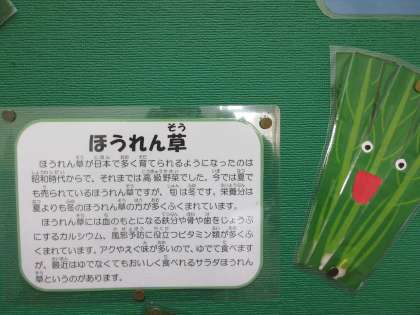 ほうれん草
ほうれん草が日本で多く育てられるようになったのは
昭和時代からで、それまでは高級野菜でした。今では夏で
も売られているほうれん草ですが、旬は冬です。栄養分は
夏よりも冬のほうれん草の方が多くふくまれています。
ほうれん草には血のもとになる鉄分や骨や歯をじょうぶ
にするカルシウム、風邪予防に役立つビタミン類が多くふ
くまれています。アクやえぐ味が多いので、ゆでて食べます
が、最近はゆでなくてもおいしく食べれるサラダほうれん
草というのがあります。